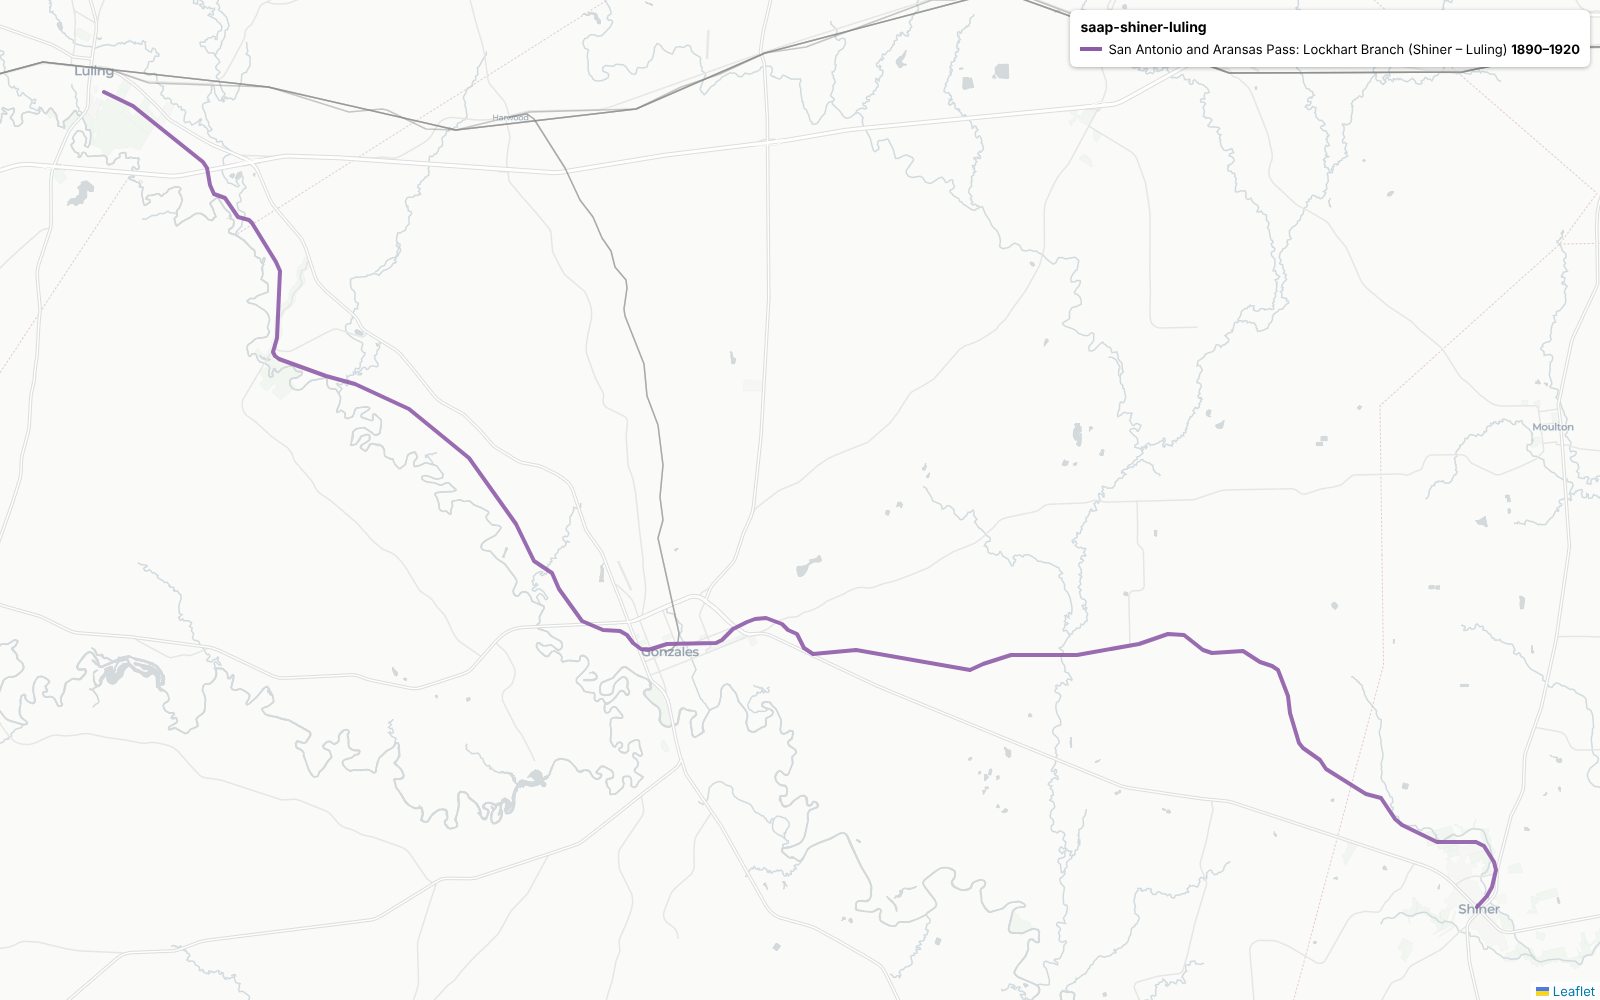 saap-shiner-luling
San Antonio and Aransas Pass: Lockhart Branch (Shiner – Luling) 1890–1920
Luling
Harwood
Moulton
Gonzales
Shiner
Leaflet